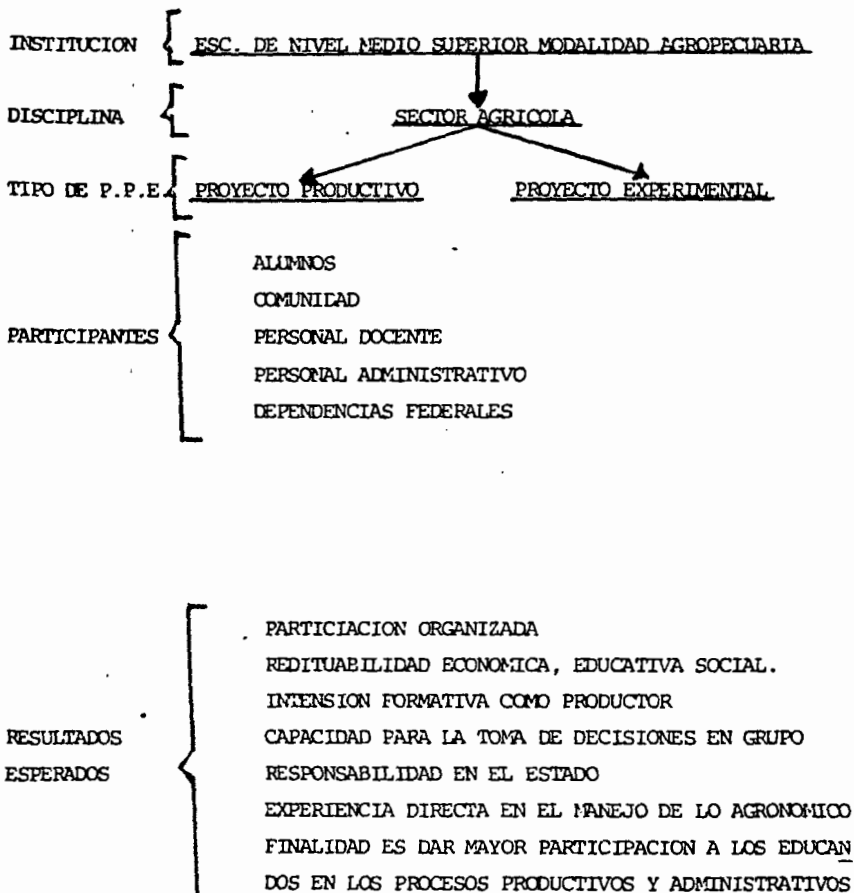 INSTITUCION ESC. DE NIVEL MEDIO SUPERIOR MODALIDAD AGROPECUARIA
DISCIPLINA SECTOR AGRICOLA
TIPO DE P.P.E. PROYECTO PRODUCTIVO PROYECTO EXPERIMENTAL
ALUMNOS
COMUNIDAD
PARTICIPANTES PERSONAL DOCENTE
PERSONAL ADMINISTRATIVO
DEPENDENCIAS FEDERALES
PARTICIACION ORGANIZADA
REDITUABILIDAD ECONOMICA, EDUCATIVA SOCIAL.
INTENSION FORMATIVA COMO PRODUCTOR
RESULTADOS CAPACIDAD PARA LA TOMA DE DECISIONES EN GRUPO
ESPERADOS RESPONSABILIDAD EN EL ESTADO
EXPERIENCIA DIRECTA EN EL MANEJO DE LO AGRONOMICO
FINALIDAD ES DAR MAYOR PARTICIPACION A LOS EDUCAN
DOS EN LOS PROCESOS PRODUCTIVOS Y ADMINISTRATIVOS